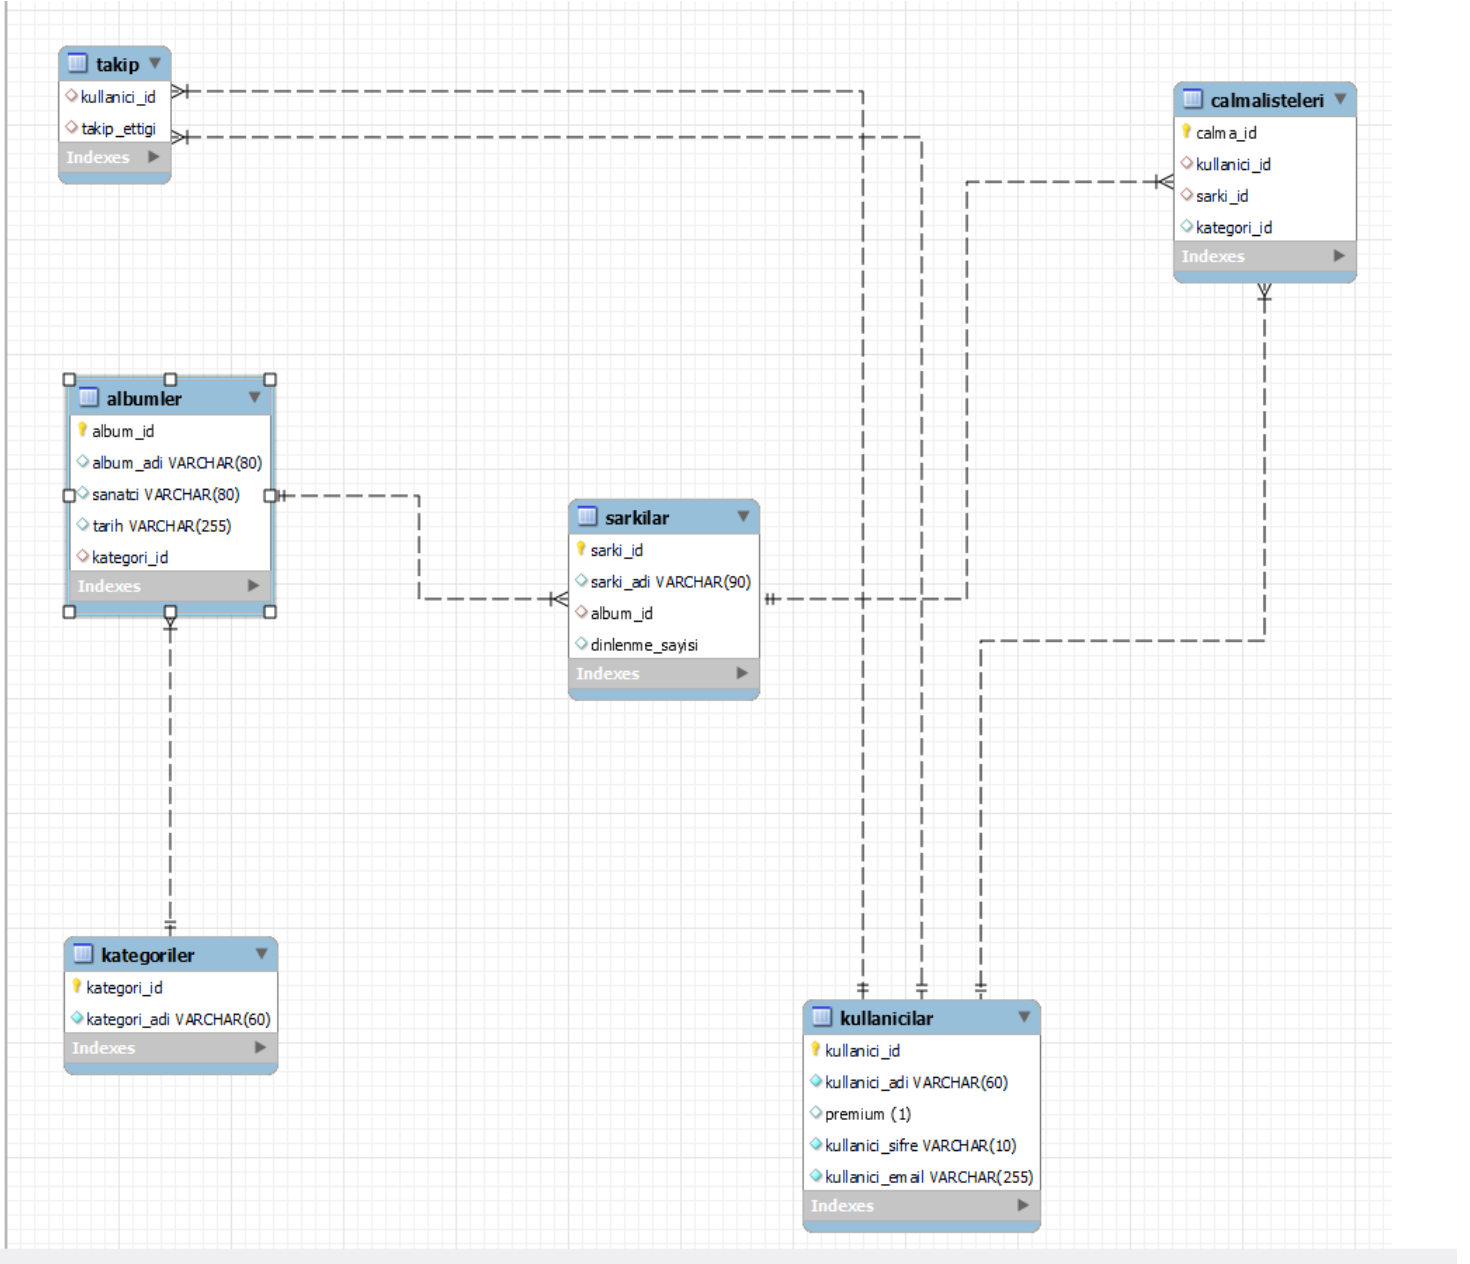 takip
kullanici_id
takip_ettigi
Indexes
calmalisteleri
calma_id
kullanici_id
sarki_id
kategori_id
Indexes
albumler
album_id
album_adi VARCHAR(80)
sanatci VARCHAR(80)
tarih VARCHAR(255)
kategori_id
Indexes
sarkilar
sarki_id
sarki_adi VARCHAR(90)
album_id
dinlenme_sayisi
Indexes
kategoriler
kategori_id
kategori_adi VARCHAR(60)
Indexes
kullanicilar
kullanici_id
kullanici_adi VARCHAR(60)
premium (1)
kullanici_sifre VARCHAR(10)
kullanici_email VARCHAR(255)
Indexes